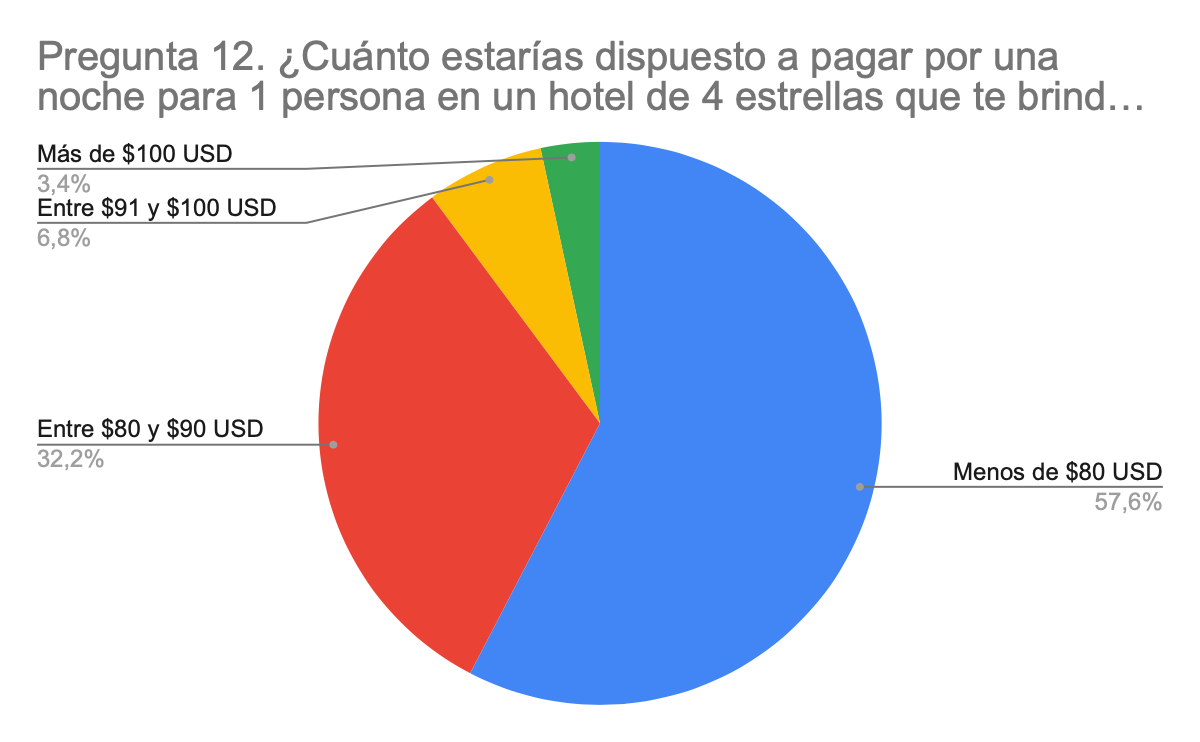 Pregunta 12. ¿Cuánto estarías dispuesto a pagar por una
noche para 1 persona en un hotel de 4 estrellas que te brind…
Más de $100 USD
3,4%
Entre $91 y $100 USD
6,8%
Entre $80 y $90 USD
32,2%
Menos de $80 USD
57,6%